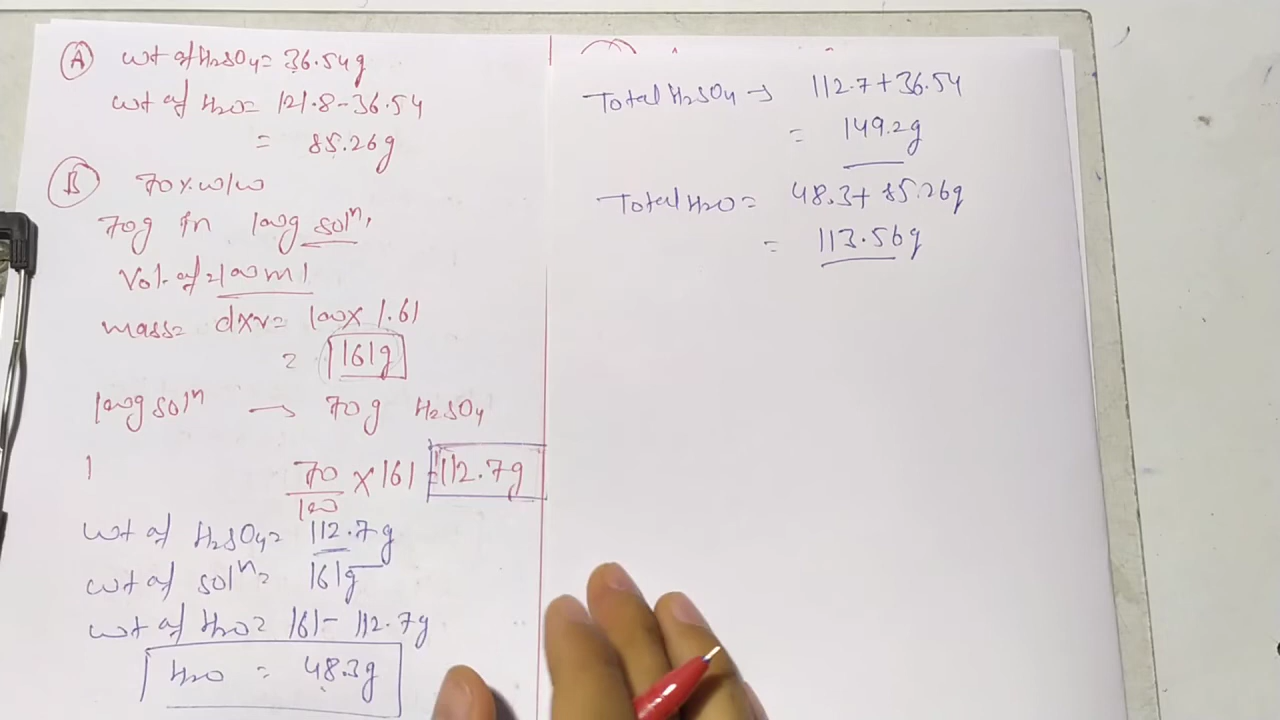 A wt of H2SO4= 36.54g
wt of H2O= 121.8-36.54
= 85.26g
B 70%.w/w
70g in 100g soln,
Vol. of = 100ml
mass= dxv= 100x1.61
= 161g
100g soln → 70g H2SO4
1 70/100 x 161 = 112.7g
wt of H2SO4= 112.7g
wt of soln= 161g
wt of H2O= 161- 112.7g
H2O = 48.3g
Total H2SO4 → 112.7+36.54
= 149.2g
Total H2O= 48.3+ 85.26g
= 113.56g